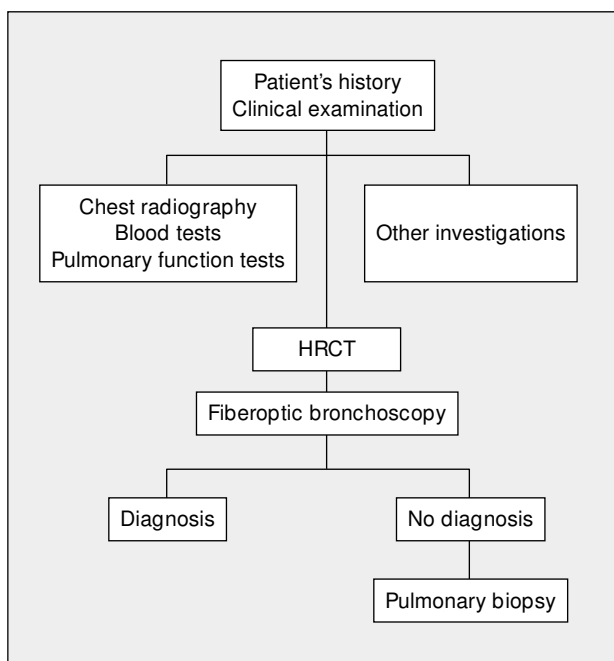 Patient's history
Clinical examination
Chest radiography
Blood tests
Pulmonary function tests
Other investigations
HRCT
Fiberoptic bronchoscopy
Diagnosis
No diagnosis
Pulmonary biopsy